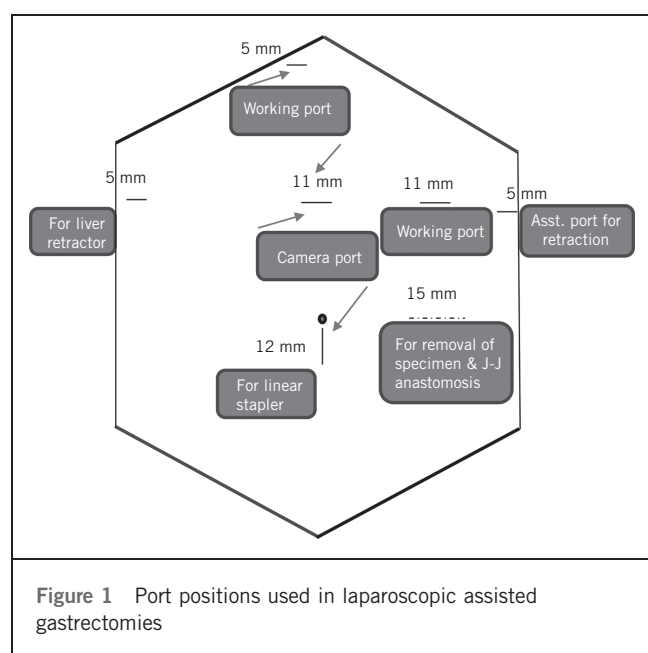 5 mm
Working port
5 mm
11 mm
11 mm
5 mm
For liver
retractor
Camera port
Working port
Asst. port for
retraction
15 mm
12 mm
For linear
stapler
For removal of
specimen & J-J
anastomosis
Figure 1 Port positions used in laparoscopic assisted
gastrectomies